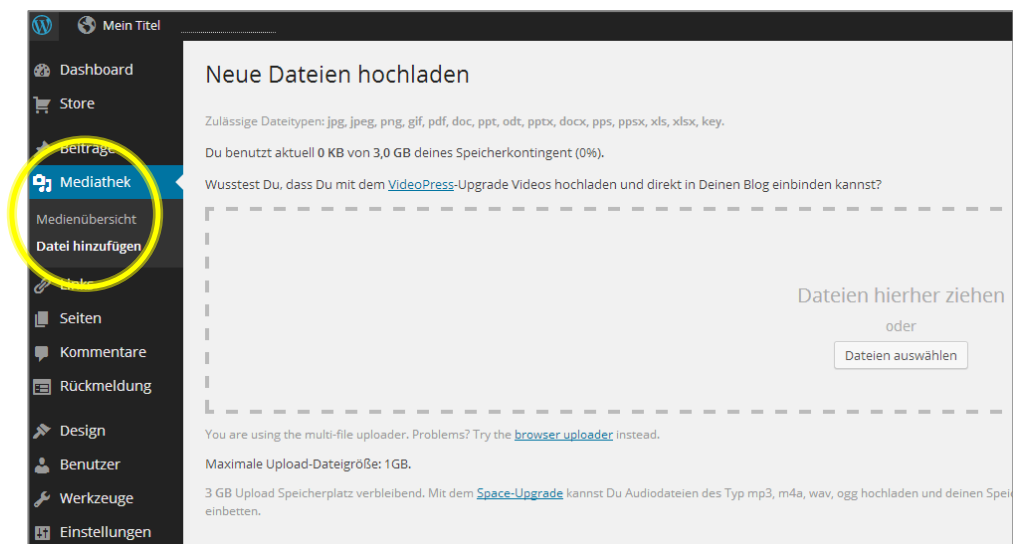 Mein Titel
Dashboard
Store
Beiträge
Mediathek
Medienübersicht
Datei hinzufügen
Links
Seiten
Kommentare
Rückmeldung
Design
Benutzer
Werkzeuge
Einstellungen
Neue Dateien hochladen
Zulässige Dateitypen: jpg, jpeg, png, gif, pdf, doc, ppt, odt, pptx, docx, pps, ppsx, xls, xlsx, key.
Du benutzt aktuell 0 KB von 3,0 GB deines Speicherkontingent (0%).
Wusstest Du, dass Du mit dem VideoPress-Upgrade Videos hochladen und direkt in Deinen Blog einbinden kannst?
Dateien hierher ziehen
oder
Dateien auswählen
You are using the multi-file uploader. Problems? Try the browser uploader instead.
Maximale Upload-Dateigröße: 1GB.
3 GB Upload Speicherplatz verbleibend. Mit dem Space-Upgrade kannst Du Audiodateien des Typ mp3, m4a, wav, ogg hochladen und deinen
einbetten.